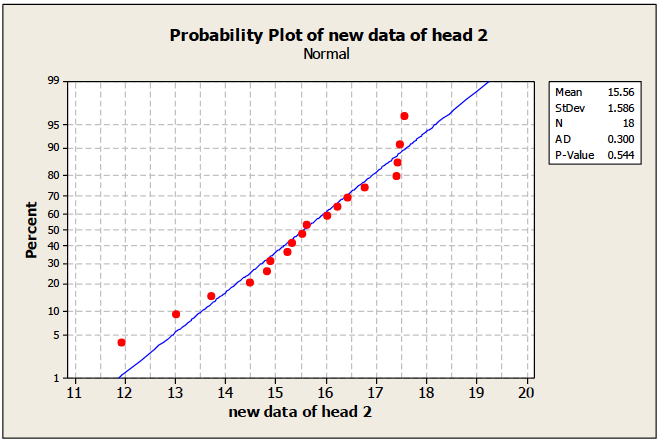 Probability Plot of new data of head 2
Normal
Mean 15.56
StDev 1.586
N 18
AD 0.300
P-Value 0.544
Percent
99
95
90
80
70
60
50
40
30
20
10
5
1
11 12 13 14 15 16 17 18 19 20
new data of head 2